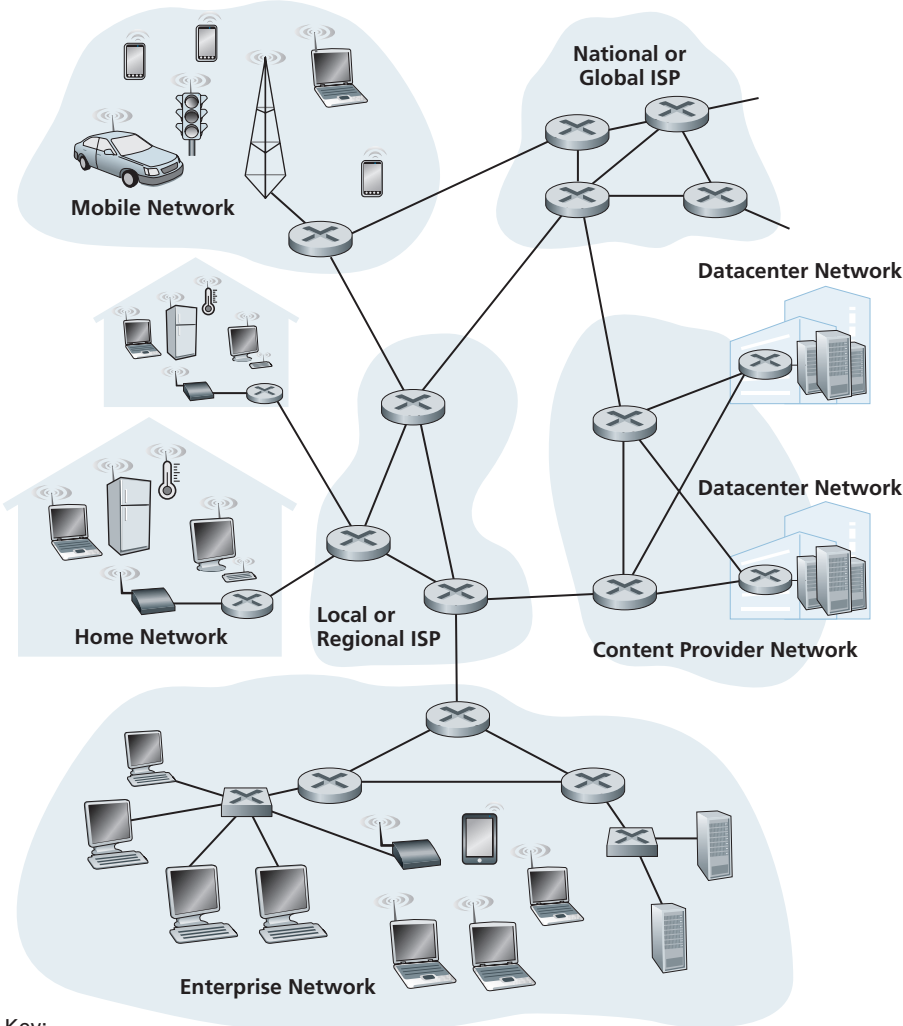 National or
Global ISP
Mobile Network
Datacenter Network
Datacenter Network
Local or
Regional ISP
Home Network
Content Provider Network
Enterprise Network
Key: